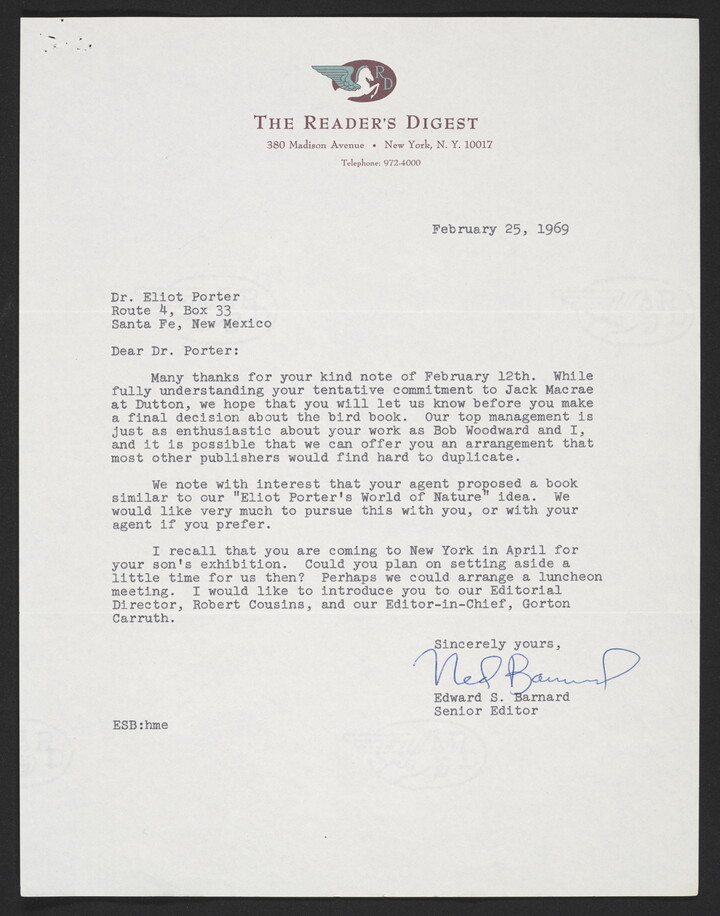 RD
THE READER'S DIGEST
380 Madison Avenue • New York, N. Y. 10017
Telephone: 972-4000
February 25, 1969
Dr. Eliot Porter
Route 4, Box 33
Santa Fe, New Mexico
Dear Dr. Porter:
Many thanks for your kind note of February 12th. While
fully understanding your tentative commitment to Jack Macrae
at Dutton, we hope that you will let us know before you make
a final decision about the bird book. Our top management is
just as enthusiastic about your work as Bob Woodward and I,
and it is possible that we can offer you an arrangement that
most other publishers would find hard to duplicate.
We note with interest that your agent proposed a book
similar to our "Eliot Porter's World of Nature" idea. We
would like very much to pursue this with you, or with your
agent if you prefer.
I recall that you are coming to New York in April for
your son's exhibition. Could you plan on setting aside a
little time for us then? Perhaps we could arrange a luncheon
meeting. I would like to introduce you to our Editorial
Director, Robert Cousins, and our Editor-in-Chief, Gorton
Carruth.
Sincerely yours,
Ned Barnard
Edward S. Barnard
Senior Editor
ESB:hme